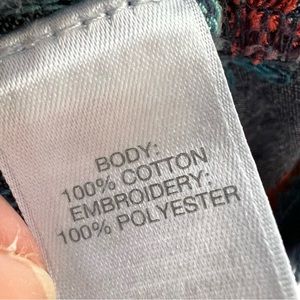 BODY:
100% COTTON
EMBROIDERY:
100% POLYESTER